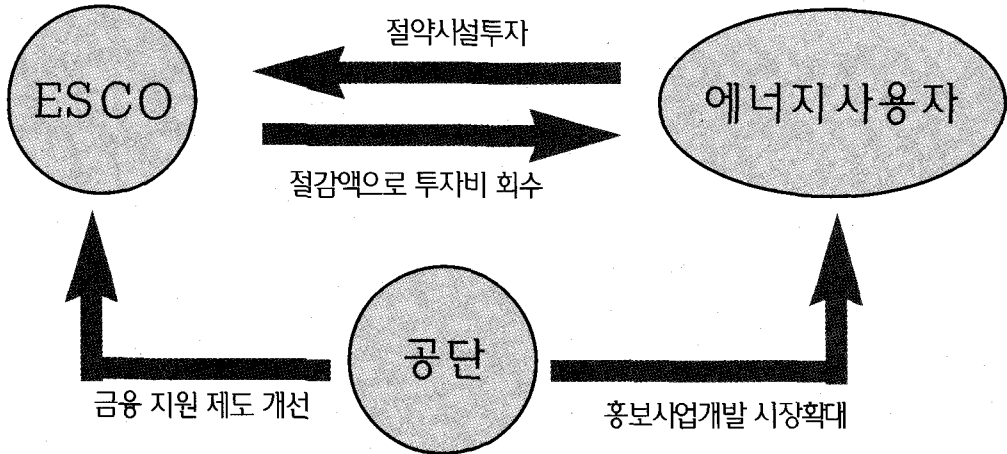 절약시설투자
ESCO
에너지사용자
절감액으로 투자비 회수
공단
금융 지원 제도 개선
홍보사업개발 시장확대